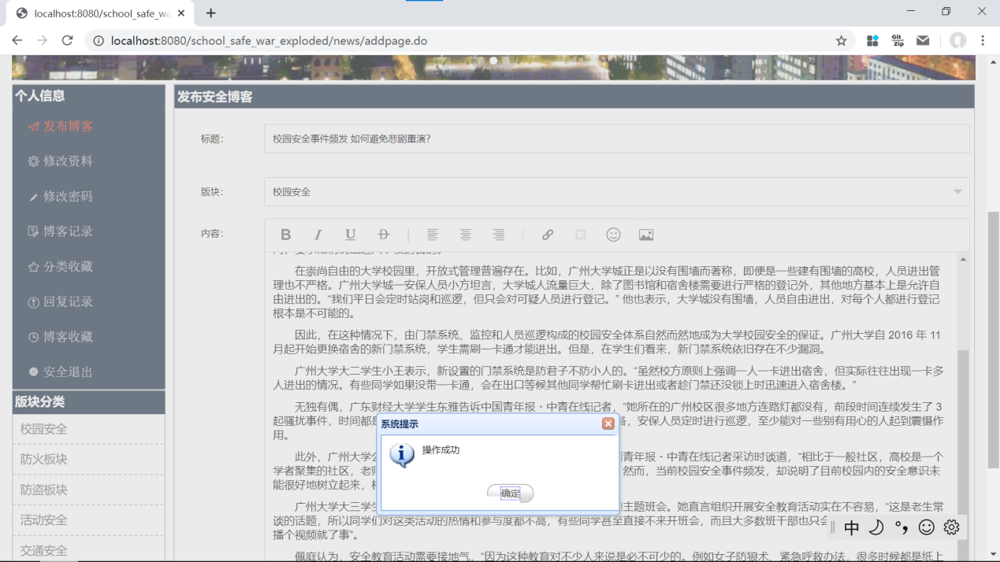 localhost:8080/school_safe_wa
localhost:8080/school_safe_war_exploded/news/addpage.do
Git
Zip
个人信息
发布博客
修改资料
修改密码
博客记录
分类收藏
回复记录
博客收藏
安全退出
版块分类
校园安全
防火板块
防盗板块
活动安全
交通安全
发布安全博客
标题:
校园安全事件频发 如何避免悲剧重演?
版块:
校园安全
内容:
B I U D
在崇尚自由的大学校园里,开放式管理普遍存在。比如,广州大学城正是以没有围墙而著称,即便是一些建有围墙的高校,人员进出管
理也不严格。广州大学城一安保人员小方坦言,大学城人流量巨大,除了图书馆和宿舍楼需要进行严格的登记外,其他地方基本上是允许自
由进出的。“我们平日会定时站岗和巡逻,但只会对可疑人员进行登记。” 他也表示,大学城没有围墙,人员自由进出,对每个人都进行登记
根本是不可能的。
因此,在这种情况下,由门禁系统、监控和人员巡逻构成的校园安全体系自然而然地成为大学校园安全的保证。广州大学自 2016 年 11
月起开始更换宿舍的新门禁系统,学生需刷一卡通才能进出。但是,在学生们看来,新门禁系统依旧存在不少漏洞。
广州大学大二学生小王表示,新设置的门禁系统是防君子不防小人的。“虽然校方原则上强调一人一卡进出宿舍,但实际往往出现一卡多
人进出的情况。有些同学如果没带一卡通,会在出口等候其他同学帮忙刷卡进出或者趁门禁还没锁上时迅速进入宿舍楼。”
无独有偶,广东财经大学学生东雅告诉中国青年报・中青在线记者,“她所在的广州校区很多地方连路灯都没有,前段时间连续发生了 3
起骚扰事件,时间都是 ,安保人员定时进行巡逻,至少能对一些别有用心的人起到震慑作
用。
此外,广州大学公 青年报・中青在线记者采访时谈道,“相比于一般社区,高校是一个
学者聚集的社区,老师 然而,当前校园安全事件频发,却说明了目前校园内的安全意识未
能很好地树立起来,
广州大学大三学生 主题班会。她直言组织开展安全教育活动实在不容易,“这是老生常
谈的话题,所以同学们对这类活动的热情和参与度都不高,有些同学甚至直接不来开班会,而且大多数班干部也只会
播个视频就了事”。
佩庭认为,安全教育活动需要接地气,“因为这种教育对不少人来说是必不可少的。例如女子防狼术、紧急呼救办法,很多时候都是纸上
系统提示
操作成功
确定
中